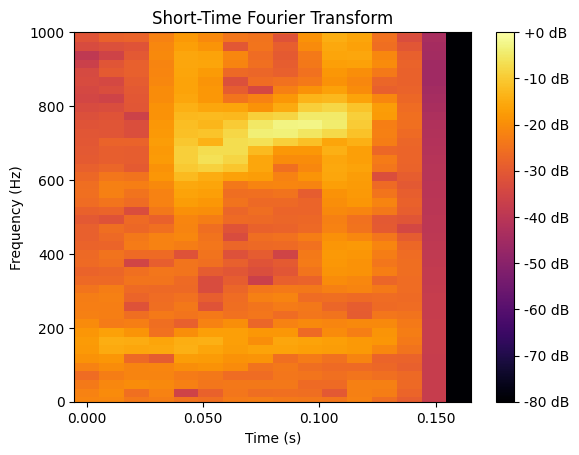 Short-Time Fourier Transform
Frequency (Hz)
1000
800
600
400
200
0
0.000
0.050
0.100
0.150
Time (s)
+0 dB
-10 dB
-20 dB
-30 dB
-40 dB
-50 dB
-60 dB
-70 dB
-80 dB